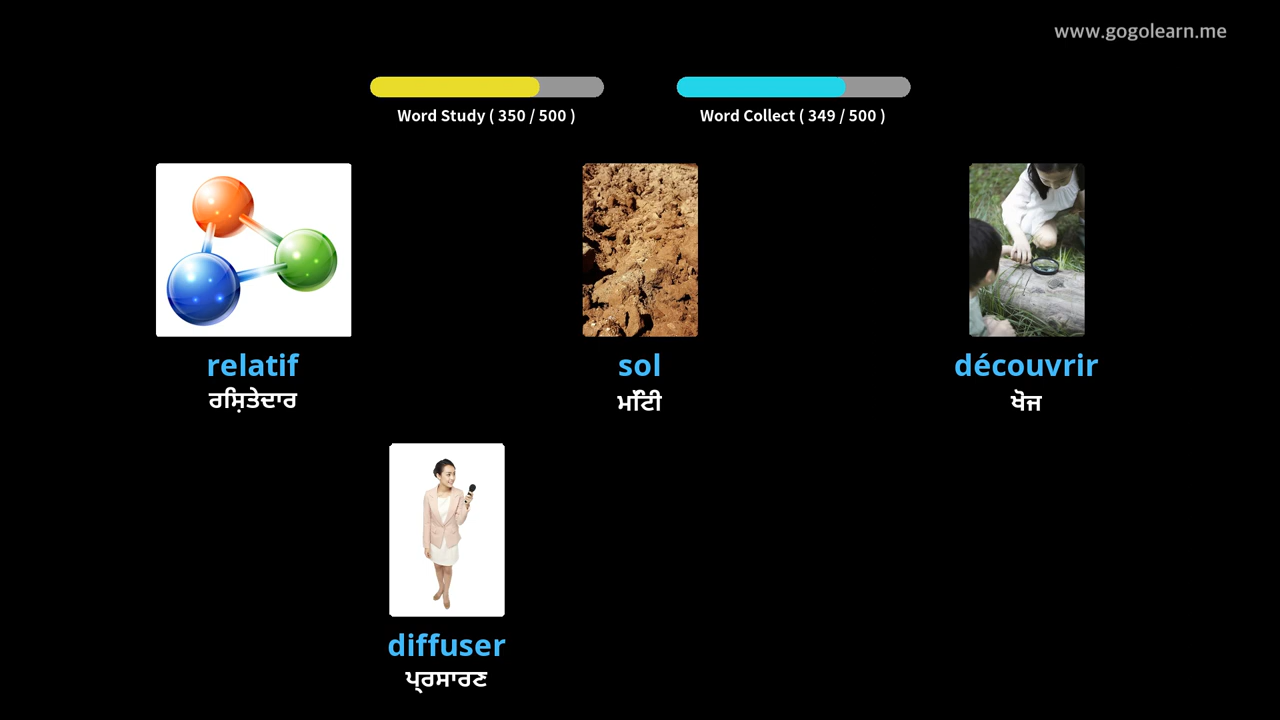 www.gogolearn.me
Word Study ( 350 / 500 )
Word Collect ( 349 / 500 )
relatif
ਰਿਸ਼ਤੇਦਾਰ
sol
ਮਿੱਟੀ
découvrir
ਖੋਜ
diffuser
ਪ੍ਰਸਾਰਣ